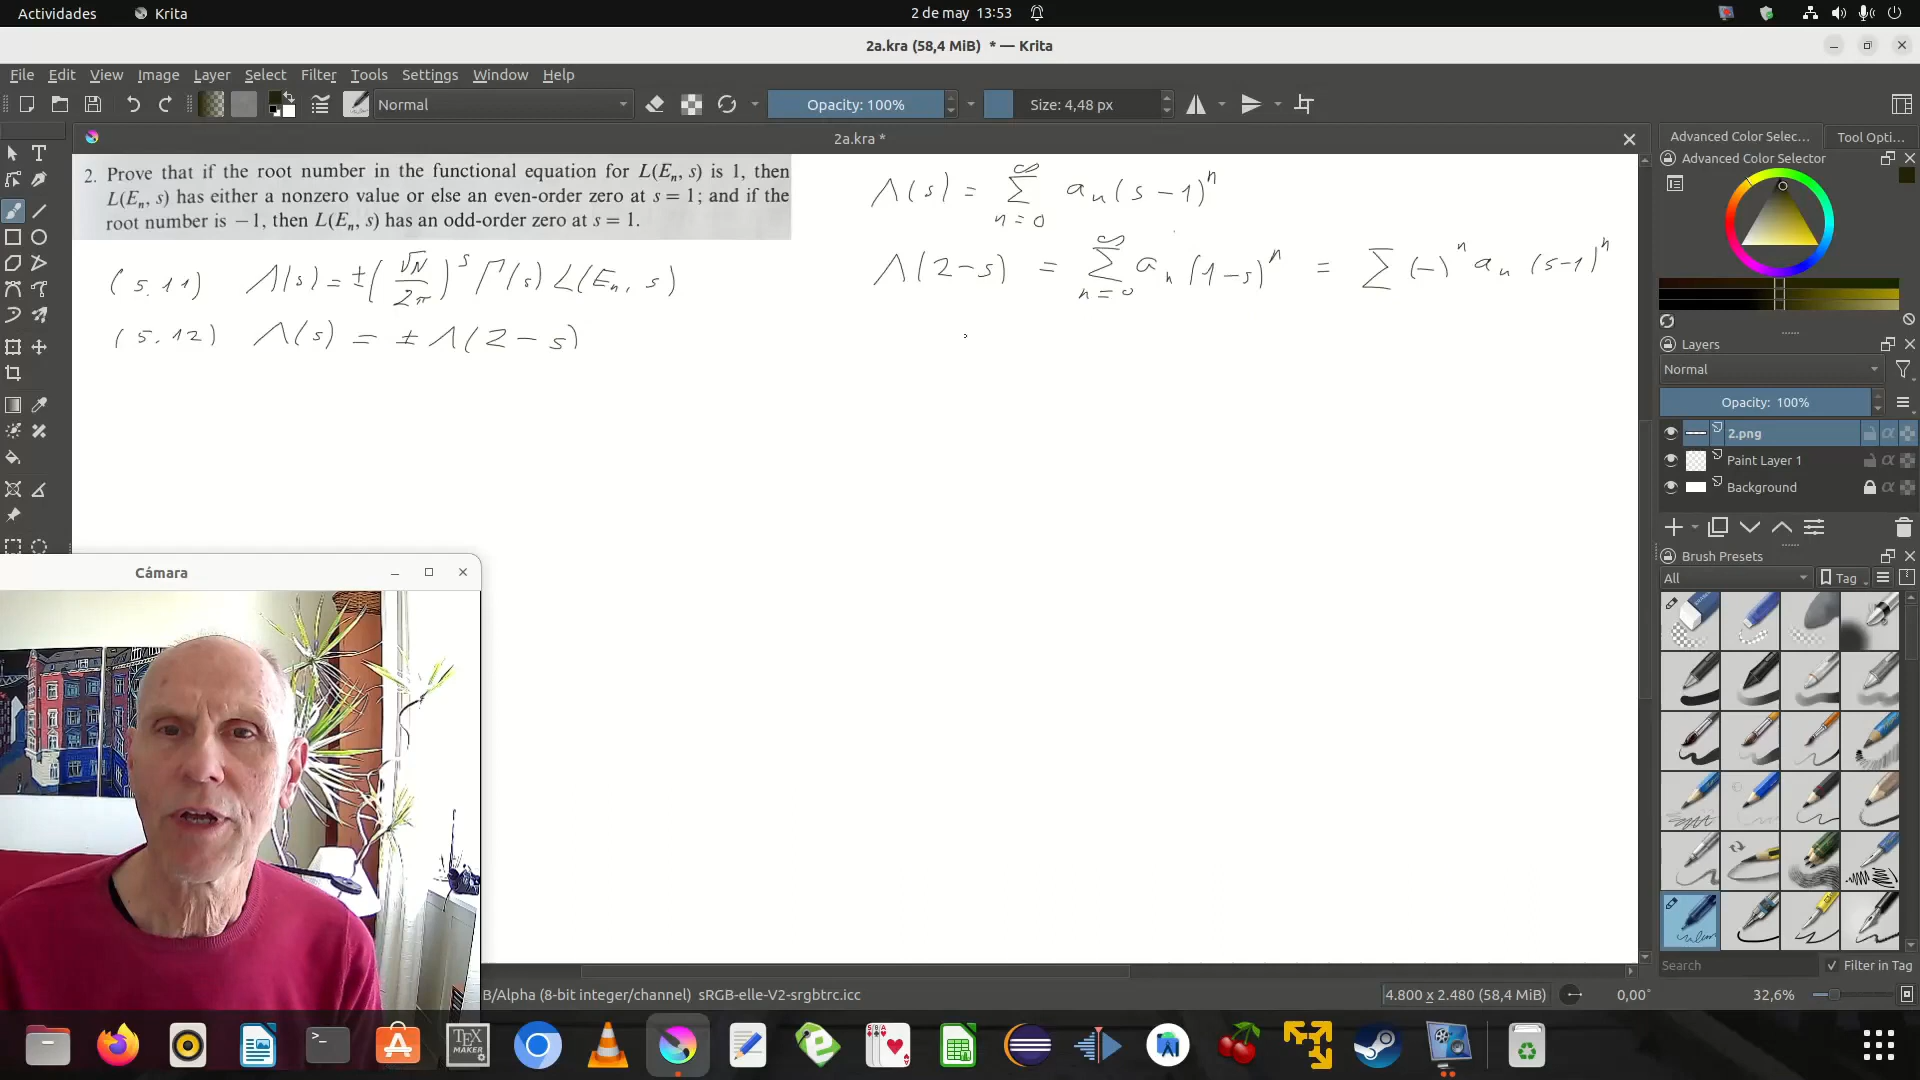 Actividades
Krita
2 de may 13:53
2a.kra (58,4 MiB) * — Krita
File Edit View Image Layer Select Filter Tools Settings Window Help
Normal
Opacity: 100%
Size: 4,48 px
2a.kra *
2. Prove that if the root number in the functional equation for L(Eₙ, s) is 1, then
L(Eₙ, s) has either a nonzero value or else an even-order zero at s = 1; and if the
root number is −1, then L(Eₙ, s) has an odd-order zero at s = 1.
(5.11) Λ(s) = ±(√N/2π)^s Γ(s) L(Eₙ, s)
(5.12) Λ(s) = ± Λ(2−s)
Λ(s) = ∑_{n=0}^∞ aₙ(s−1)^n
Λ(2−s) = ∑_{n=0}^∞ aₙ(1−s)^n = ∑(−)^n aₙ(s−1)^n
Advanced Color Selec...
Tool Opti...
Advanced Color Selector
Layers
Normal
Opacity: 100%
2.png
Paint Layer 1
Background
Brush Presets
All
Tag
Search
Filter in Tag
Cámara
B/Alpha (8-bit integer/channel) sRGB-elle-V2-srgbtrc.icc
4.800 x 2.480 (58,4 MiB)
0,00°
32,6%
TEX
MAKER